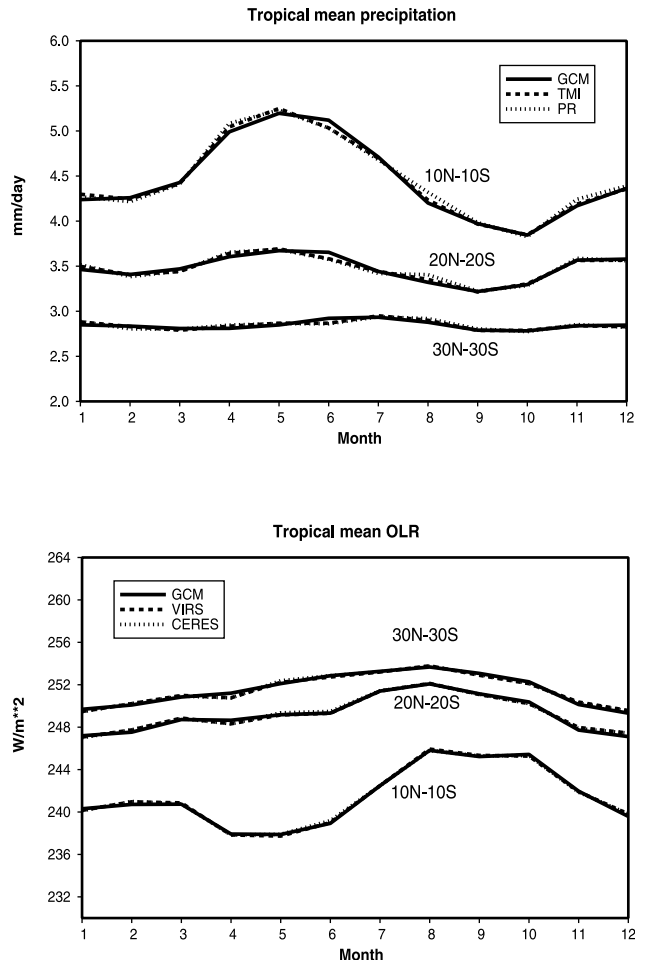 Tropical mean precipitation
6.0
5.5
5.0
4.5
4.0
3.5
3.0
2.5
2.0
mm/day
GCM
TMI
PR
10N-10S
20N-20S
30N-30S
1 2 3 4 5 6 7 8 9 10 11 12
Month
Tropical mean OLR
264
260
256
252
248
244
240
236
232
W/m**2
GCM
VIRS
CERES
30N-30S
20N-20S
10N-10S
1 2 3 4 5 6 7 8 9 10 11 12
Month